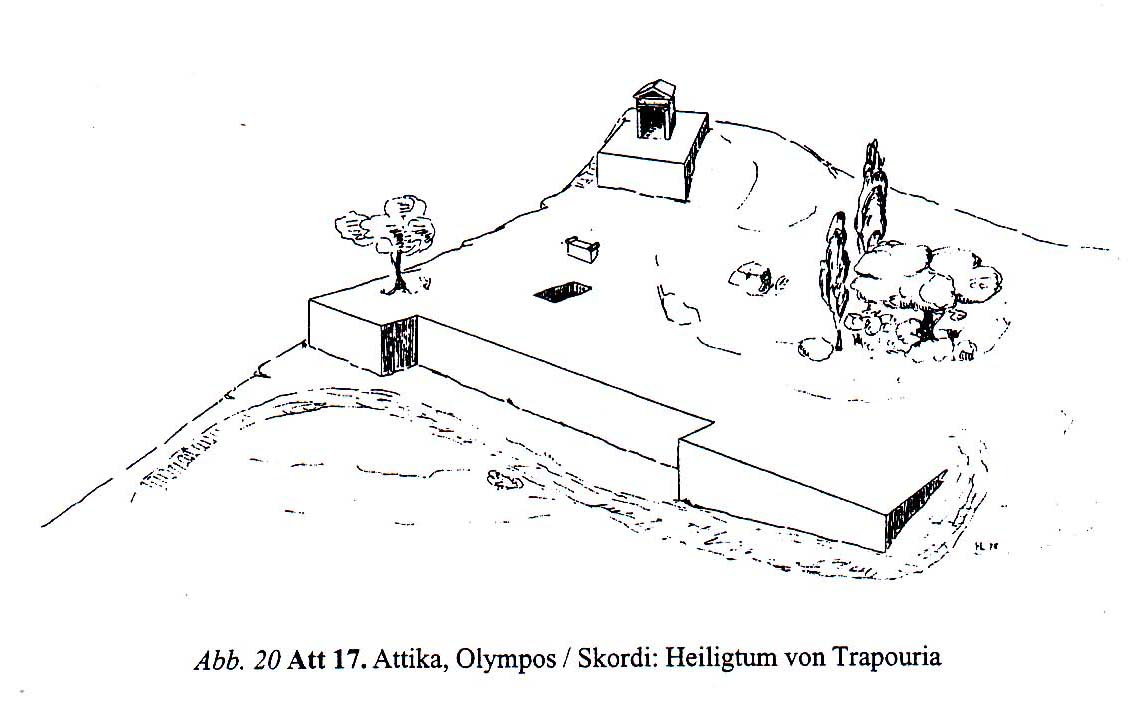 Abb. 20 Att 17. Attika, Olympos / Skordi: Heiligtum von Trapouria